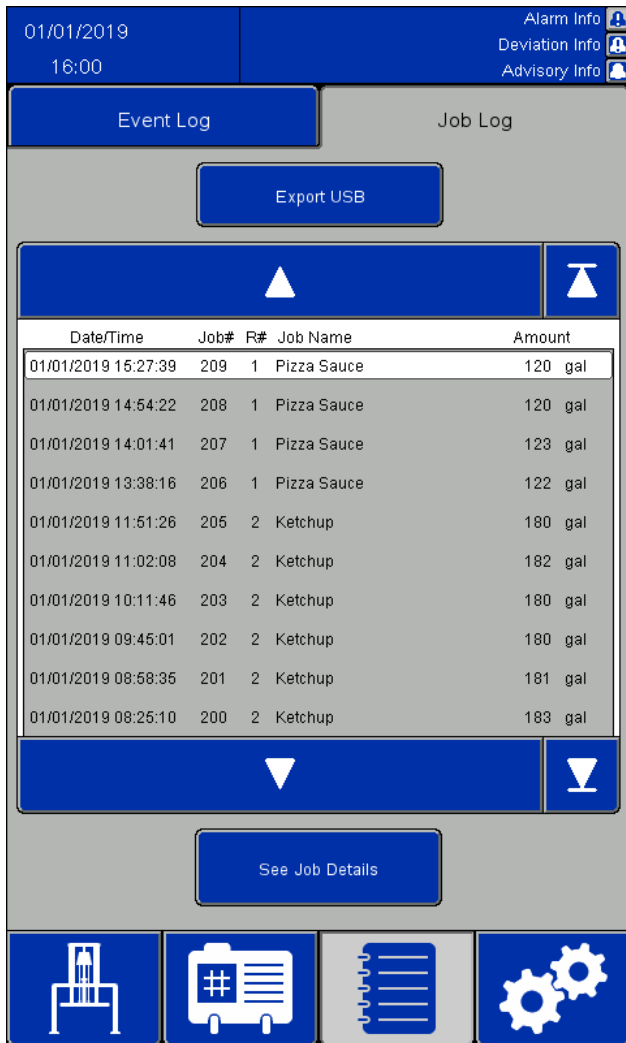 01/01/2019
16:00
Alarm Info
Deviation Info
Advisory Info
Event Log
Job Log
Export USB
Date/Time Job# R# Job Name Amount
01/01/2019 15:27:39 209 1 Pizza Sauce 120 gal
01/01/2019 14:54:22 208 1 Pizza Sauce 120 gal
01/01/2019 14:01:41 207 1 Pizza Sauce 123 gal
01/01/2019 13:38:16 206 1 Pizza Sauce 122 gal
01/01/2019 11:51:26 205 2 Ketchup 180 gal
01/01/2019 11:02:08 204 2 Ketchup 182 gal
01/01/2019 10:11:46 203 2 Ketchup 180 gal
01/01/2019 09:45:01 202 2 Ketchup 180 gal
01/01/2019 08:58:35 201 2 Ketchup 181 gal
01/01/2019 08:25:10 200 2 Ketchup 183 gal
See Job Details
#